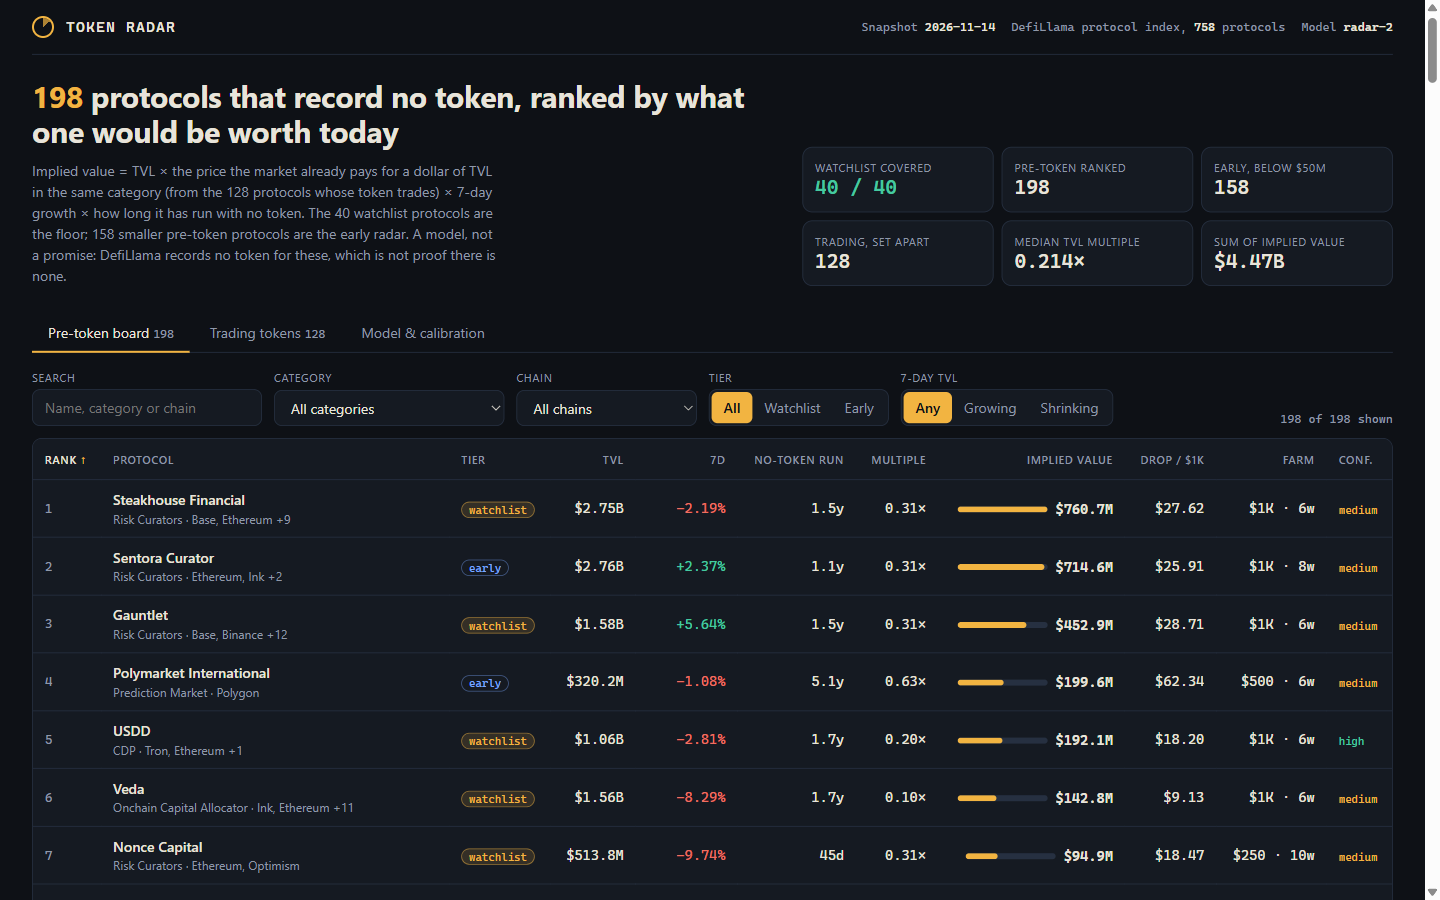 TOKEN RADAR
Snapshot 2026-11-14 DefiLlama protocol index, 758 protocols Model radar-2
198 protocols that record no token, ranked by what
one would be worth today
Implied value = TVL × the price the market already pays for a dollar of TVL
in the same category (from the 128 protocols whose token trades) × 7-day
growth × how long it has run with no token. The 40 watchlist protocols are
the floor; 158 smaller pre-token protocols are the early radar. A model, not
a promise: DefiLlama records no token for these, which is not proof there is
none.
WATCHLIST COVERED
40 / 40
PRE-TOKEN RANKED
198
EARLY, BELOW $50M
158
TRADING, SET APART
128
MEDIAN TVL MULTIPLE
0.214×
SUM OF IMPLIED VALUE
$4.47B
Pre-token board 198 Trading tokens 128 Model & calibration
SEARCH CATEGORY CHAIN TIER 7-DAY TVL
Name, category or chain All categories All chains All Watchlist Early Any Growing Shrinking
198 of 198 shown
RANK ↑ PROTOCOL TIER TVL 7D NO-TOKEN RUN MULTIPLE IMPLIED VALUE DROP / $1K FARM CONF.
1 Steakhouse Financial watchlist $2.75B −2.19% 1.5y 0.31× $760.7M $27.62 $1K · 6w medium
Risk Curators · Base, Ethereum +9
2 Sentora Curator early $2.76B +2.37% 1.1y 0.31× $714.6M $25.91 $1K · 8w medium
Risk Curators · Ethereum, Ink +2
3 Gauntlet watchlist $1.58B +5.64% 1.5y 0.31× $452.9M $28.71 $1K · 6w medium
Risk Curators · Base, Binance +12
4 Polymarket International early $320.2M −1.08% 5.1y 0.63× $199.6M $62.34 $500 · 6w medium
Prediction Market · Polygon
5 USDD watchlist $1.06B −2.81% 1.7y 0.20× $192.1M $18.20 $1K · 6w high
CDP · Tron, Ethereum +1
6 Veda watchlist $1.56B −8.29% 1.7y 0.10× $142.8M $9.13 $1K · 6w medium
Onchain Capital Allocator · Ink, Ethereum +11
7 Nonce Capital watchlist $513.8M −9.74% 45d 0.31× $94.9M $18.47 $250 · 10w medium
Risk Curators · Ethereum, Optimism